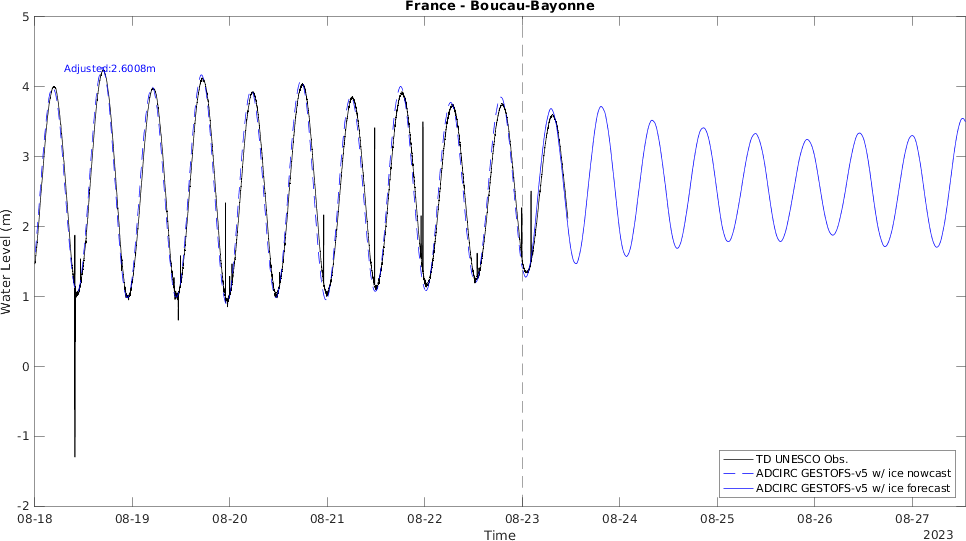 France - Boucau-Bayonne
5
Adjusted:2.6008m
4
3
2
1
0
-1
-2
Water Level (m)
TD UNESCO Obs.
ADCIRC GESTOFS-v5 w/ ice nowcast
ADCIRC GESTOFS-v5 w/ ice forecast
08-18 08-19 08-20 08-21 08-22 08-23 08-24 08-25 08-26 08-27
Time
2023